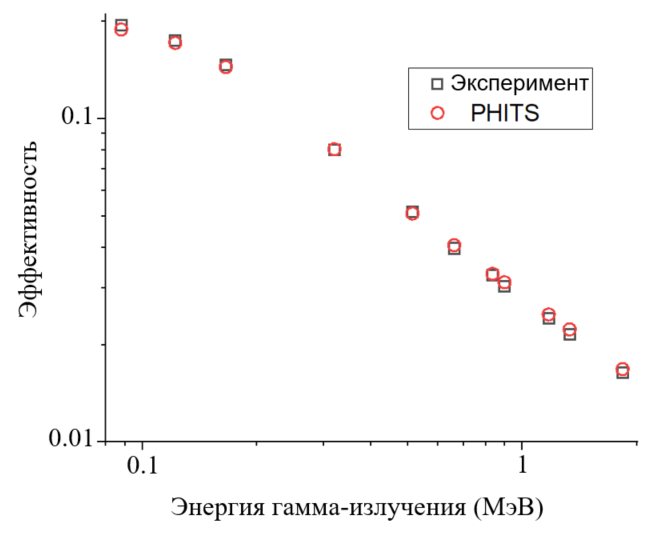 Эксперимент
PHITS
0.1
0.01
0.1
1
Эффективность
Энергия гамма-излучения (МэВ)